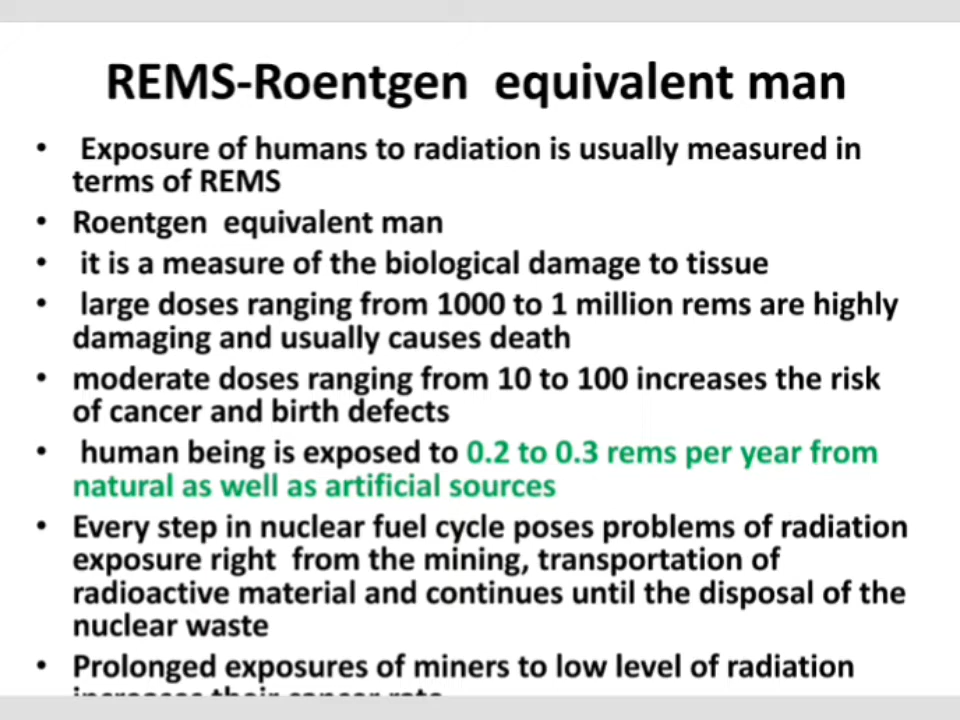 REMS-Roentgen equivalent man
• Exposure of humans to radiation is usually measured in
terms of REMS
• Roentgen equivalent man
• it is a measure of the biological damage to tissue
• large doses ranging from 1000 to 1 million rems are highly
damaging and usually causes death
• moderate doses ranging from 10 to 100 increases the risk
of cancer and birth defects
• human being is exposed to 0.2 to 0.3 rems per year from
natural as well as artificial sources
• Every step in nuclear fuel cycle poses problems of radiation
exposure right from the mining, transportation of
radioactive material and continues until the disposal of the
nuclear waste
• Prolonged exposures of miners to low level of radiation
increases their cancer rate